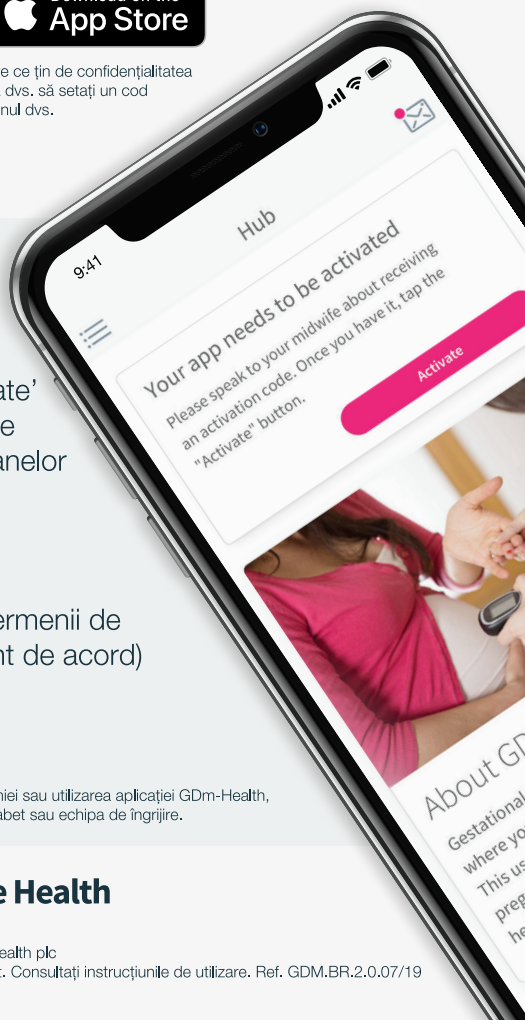 App Store
e ce țin de confidențialitatea
dvs. să setați un cod
nul dvs.
9:41
Hub
Your app needs to be activated
Please speak to your midwife about receiving
an activation code. Once you have it, tap the
"Activate" button.
Activate
ate'
e
anelor
ermenii de
nt de acord)
About GD
Gestational
where yo
This us
preg
he
niei sau utilizarea aplicației GDm-Health,
abet sau echipa de îngrijire.
e Health
ealth plc
t. Consultați instrucțiunile de utilizare. Ref. GDM.BR.2.0.07/19